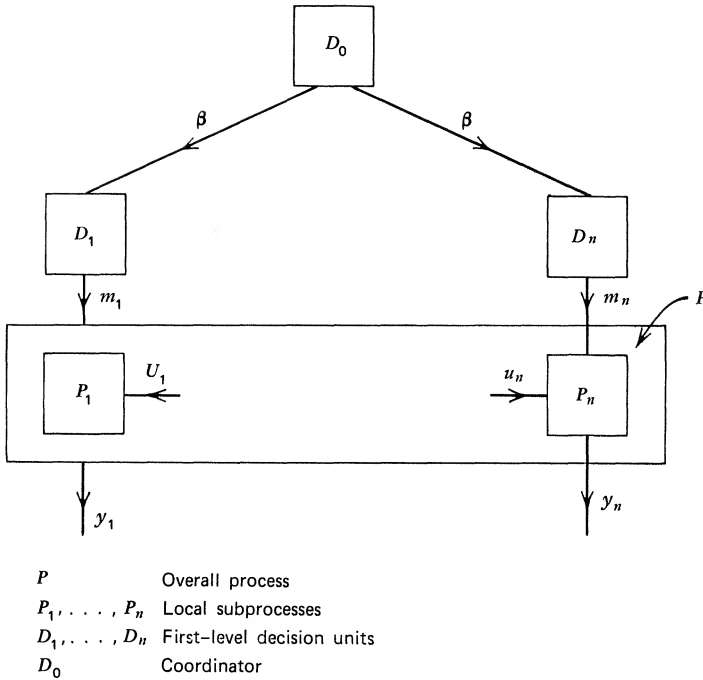 D₀
β β
D₁ Dₙ
m₁ mₙ
P₁ U₁ uₙ Pₙ
y₁ yₙ
P Overall process
P₁, . . . , Pₙ Local subprocesses
D₁, . . . , Dₙ First-level decision units
D₀ Coordinator